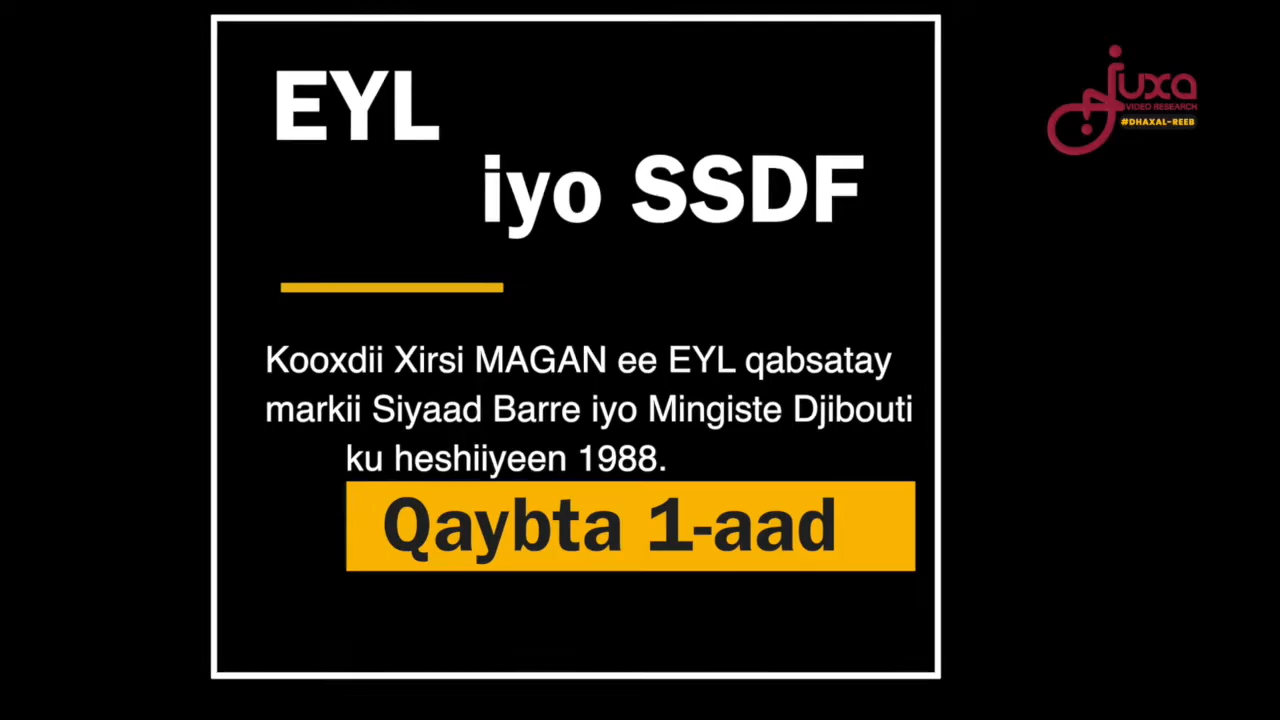 EYL
iyo SSDF
Kooxdii Xirsi MAGAN ee EYL qabsatay
markii Siyaad Barre iyo Mingiste Djibouti
ku heshiiyeen 1988.
Qaybta 1-aad
juxa
VIDEO RESEARCH
#DHAXAL-REEB